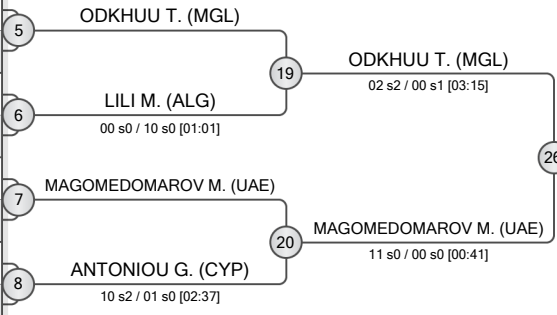 ODKHUU T. (MGL)
5
19
ODKHUU T. (MGL)
02 s2 / 00 s1 [03:15]
6
LILI M. (ALG)
00 s0 / 10 s0 [01:01]
26
7
MAGOMEDOMAROV M. (UAE)
20
MAGOMEDOMAROV M. (UAE)
11 s0 / 00 s0 [00:41]
8
ANTONIOU G. (CYP)
10 s2 / 01 s0 [02:37]